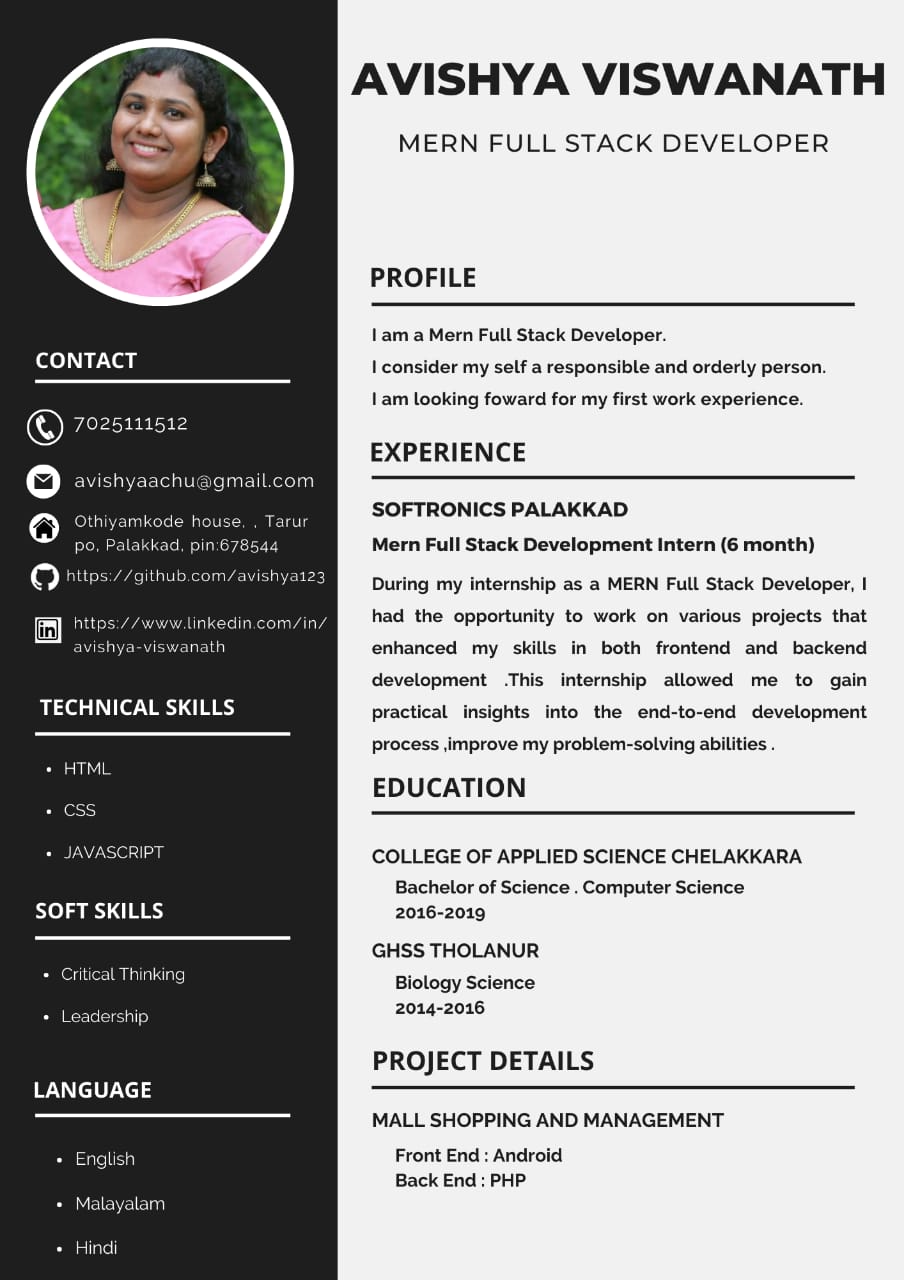 AVISHYA VISWANATH
MERN FULL STACK DEVELOPER
CONTACT
7025111512
avishyaachu@gmail.com
Othiyamkode house, , Tarur
po, Palakkad, pin:678544
https://github.com/avishya123
https://www.linkedin.com/in/
avishya-viswanath
TECHNICAL SKILLS
• HTML
• CSS
• JAVASCRIPT
SOFT SKILLS
• Critical Thinking
• Leadership
LANGUAGE
• English
• Malayalam
• Hindi
PROFILE
I am a Mern Full Stack Developer.
I consider my self a responsible and orderly person.
I am looking foward for my first work experience.
EXPERIENCE
SOFTRONICS PALAKKAD
Mern Full Stack Development Intern (6 month)
During my internship as a MERN Full Stack Developer, I
had the opportunity to work on various projects that
enhanced my skills in both frontend and backend
development .This internship allowed me to gain
practical insights into the end-to-end development
process ,improve my problem-solving abilities .
EDUCATION
COLLEGE OF APPLIED SCIENCE CHELAKKARA
Bachelor of Science . Computer Science
2016-2019
GHSS THOLANUR
Biology Science
2014-2016
PROJECT DETAILS
MALL SHOPPING AND MANAGEMENT
Front End : Android
Back End : PHP